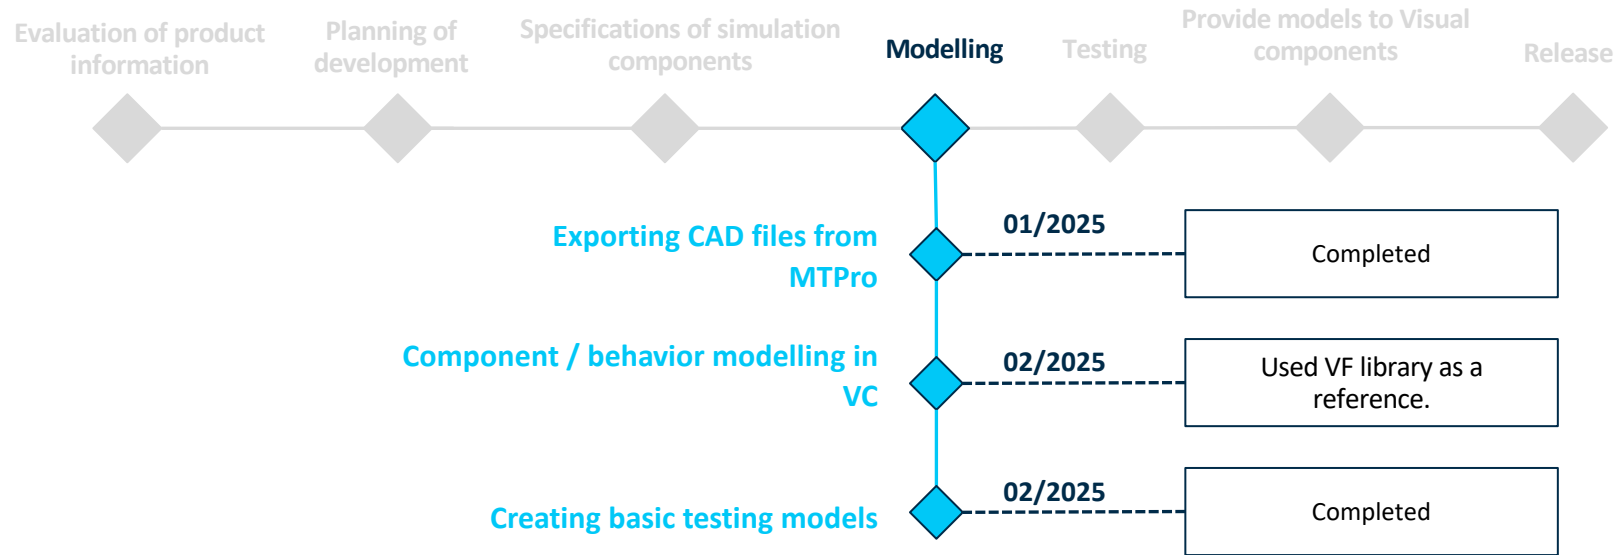 Evaluation of product
information
Planning of
development
Specifications of simulation
components
Modelling
Testing
Provide models to Visual
components
Release
Exporting CAD files from
MTPro
01/2025
Completed
Component / behavior modelling in
VC
02/2025
Used VF library as a
reference.
Creating basic testing models
02/2025
Completed